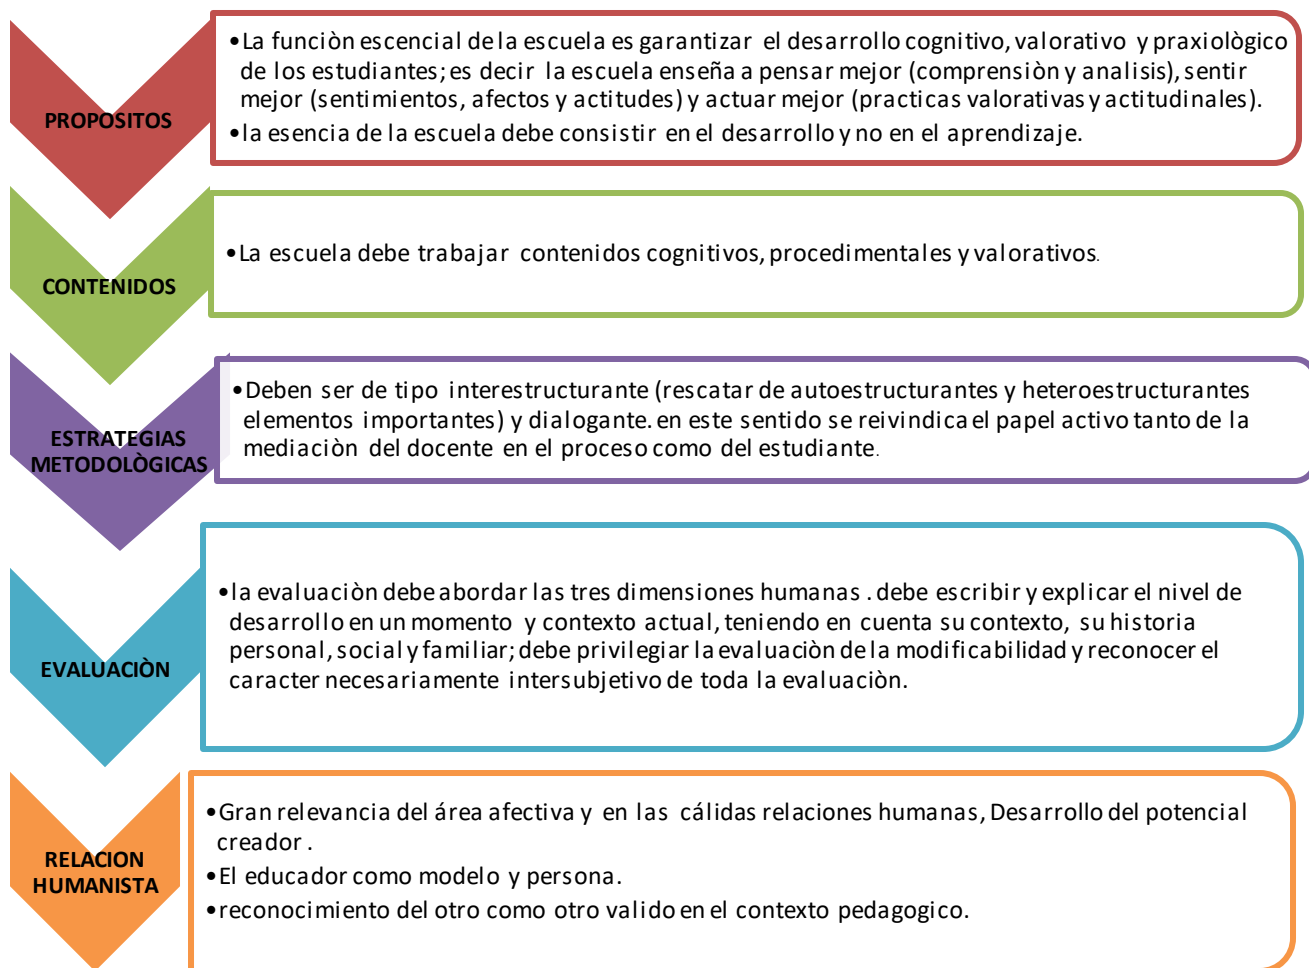 PROPOSITOS
•La funciòn escencial de la escuela es garantizar el desarrollo cognitivo, valorativo y praxiològico
de los estudiantes; es decir la escuela enseña a pensar mejor (comprensiòn y analisis), sentir
mejor (sentimientos, afectos y actitudes) y actuar mejor (practicas valorativas y actitudinales).
•la esencia de la escuela debe consistir en el desarrollo y no en el aprendizaje.
CONTENIDOS
•La escuela debe trabajar contenidos cognitivos, procedimentales y valorativos.
ESTRATEGIAS
METODOLÒGICAS
•Deben ser de tipo interestructurante (rescatar de autoestructurantes y heteroestructurantes
elementos importantes) y dialogante. en este sentido se reivindica el papel activo tanto de la
mediaciòn del docente en el proceso como del estudiante.
EVALUACIÒN
•la evaluaciòn debe abordar las tres dimensiones humanas . debe escribir y explicar el nivel de
desarrollo en un momento y contexto actual, teniendo en cuenta su contexto, su historia
personal, social y familiar; debe privilegiar la evaluaciòn de la modificabilidad y reconocer el
caracter necesariamente intersubjetivo de toda la evaluaciòn.
RELACION
HUMANISTA
•Gran relevancia del área afectiva y en las cálidas relaciones humanas, Desarrollo del potencial
creador .
•El educador como modelo y persona.
•reconocimiento del otro como otro valido en el contexto pedagogico.